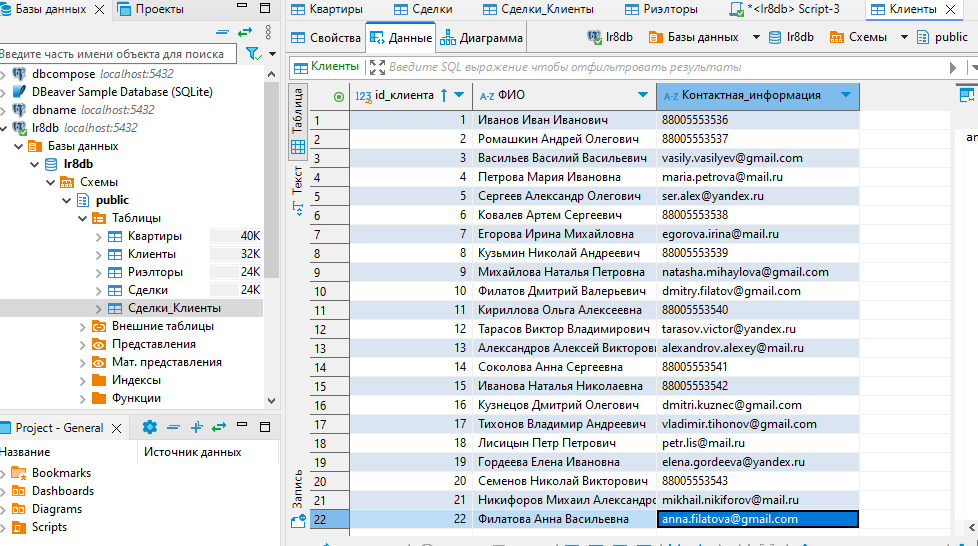 Базы данных Проекты
Квартиры Сделки Сделки_Клиенты Риэлторы *<lr8db> Script-3 Клиенты
Свойства Данные Диаграмма lr8db Базы данных lr8db Схемы public
Введите часть имени объекта для поиска
Клиенты Введите SQL выражение чтобы отфильтровать результаты
dbcompose localhost:5432
DBeaver Sample Database (SQLite)
dbname localhost:5432
lr8db localhost:5432
Базы данных
lr8db
Схемы
public
Таблицы
Квартиры 40K
Клиенты 32K
Риэлторы 24K
Сделки 24K
Сделки_Клиенты
Внешние таблицы
Представления
Мат. представления
Индексы
Функции
Project - General
Название Источник данных
Bookmarks
Dashboards
Diagrams
Scripts
Таблица
Текст
Запись
123 id_клиента A-Z ФИО A-Z Контактная_информация
1 1 Иванов Иван Иванович 88005553536
2 2 Ромашкин Андрей Олегович 88005553537
3 3 Васильев Василий Васильевич vasily.vasilyev@gmail.com
4 4 Петрова Мария Ивановна maria.petrova@mail.ru
5 5 Сергеев Александр Олегович ser.alex@yandex.ru
6 6 Ковалев Артем Сергеевич 88005553538
7 7 Егорова Ирина Михайловна egorova.irina@mail.ru
8 8 Кузьмин Николай Андреевич 88005553539
9 9 Михайлова Наталья Петровна natasha.mihaylova@gmail.com
10 10 Филатов Дмитрий Валерьевич dmitry.filatov@gmail.com
11 11 Кириллова Ольга Алексеевна 88005553540
12 12 Тарасов Виктор Владимирович tarasov.victor@yandex.ru
13 13 Александров Алексей Викторови alexandrov.alexey@mail.ru
14 14 Соколова Анна Сергеевна 88005553541
15 15 Иванова Наталья Николаевна 88005553542
16 16 Кузнецов Дмитрий Олегович dmitri.kuznec@gmail.com
17 17 Тихонов Владимир Андреевич vladimir.tihonov@gmail.com
18 18 Лисицын Петр Петрович petr.lis@mail.ru
19 19 Гордеева Елена Ивановна elena.gordeeva@yandex.ru
20 20 Семенов Николай Викторович 88005553543
21 21 Никифоров Михаил Александро mikhail.nikiforov@mail.ru
22 22 Филатова Анна Васильевна anna.filatova@gmail.com